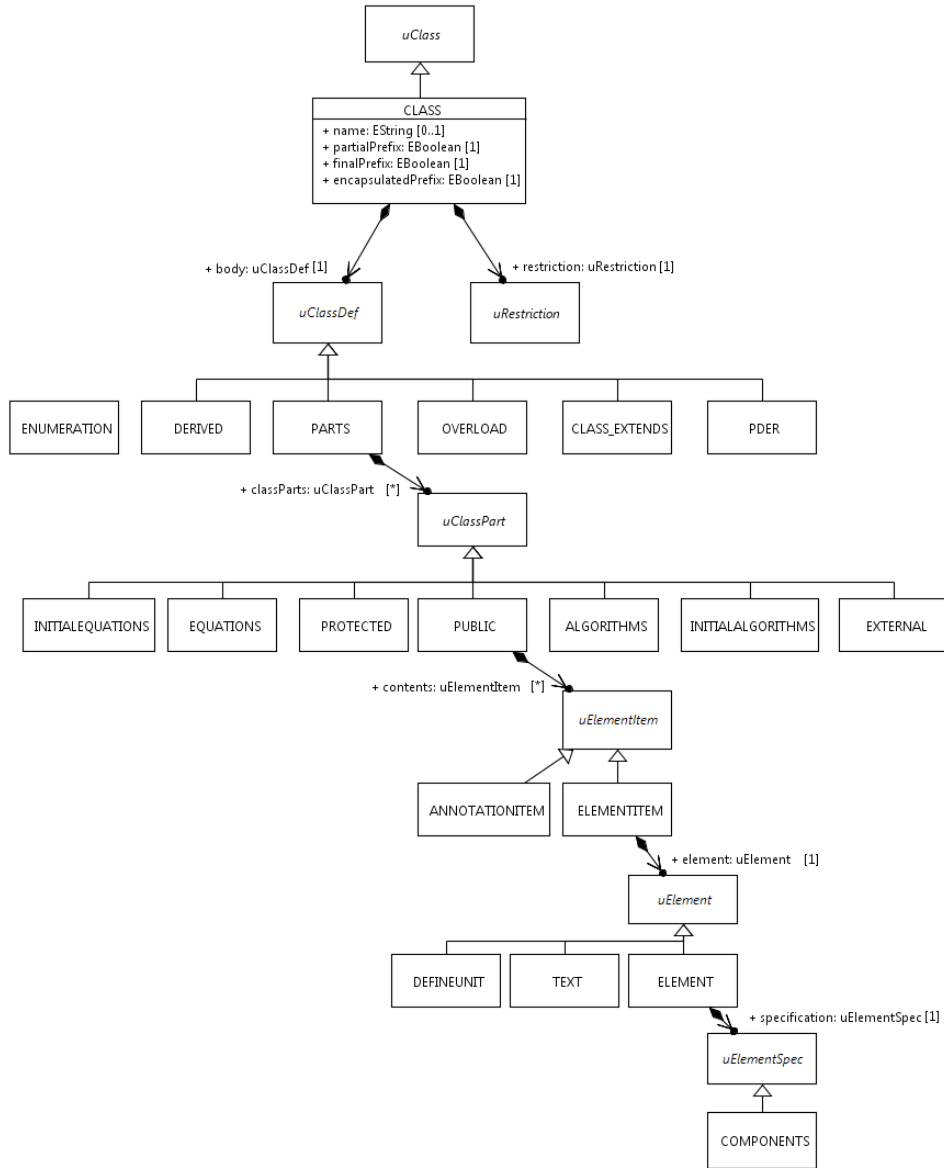 uClass
CLASS
+ name: EString [0..1]
+ partialPrefix: EBoolean [1]
+ finalPrefix: EBoolean [1]
+ encapsulatedPrefix: EBoolean [1]
+ body: uClassDef [1]
+ restriction: uRestriction [1]
uClassDef
uRestriction
ENUMERATION
DERIVED
PARTS
OVERLOAD
CLASS_EXTENDS
PDER
+ classParts: uClassPart [*]
uClassPart
INITIALEQUATIONS
EQUATIONS
PROTECTED
PUBLIC
ALGORITHMS
INITIALALGORITHMS
EXTERNAL
+ contents: uElementItem [*]
uElementItem
ANNOTATIONITEM
ELEMENTITEM
+ element: uElement [1]
uElement
DEFINEUNIT
TEXT
ELEMENT
+ specification: uElementSpec [1]
uElementSpec
COMPONENTS